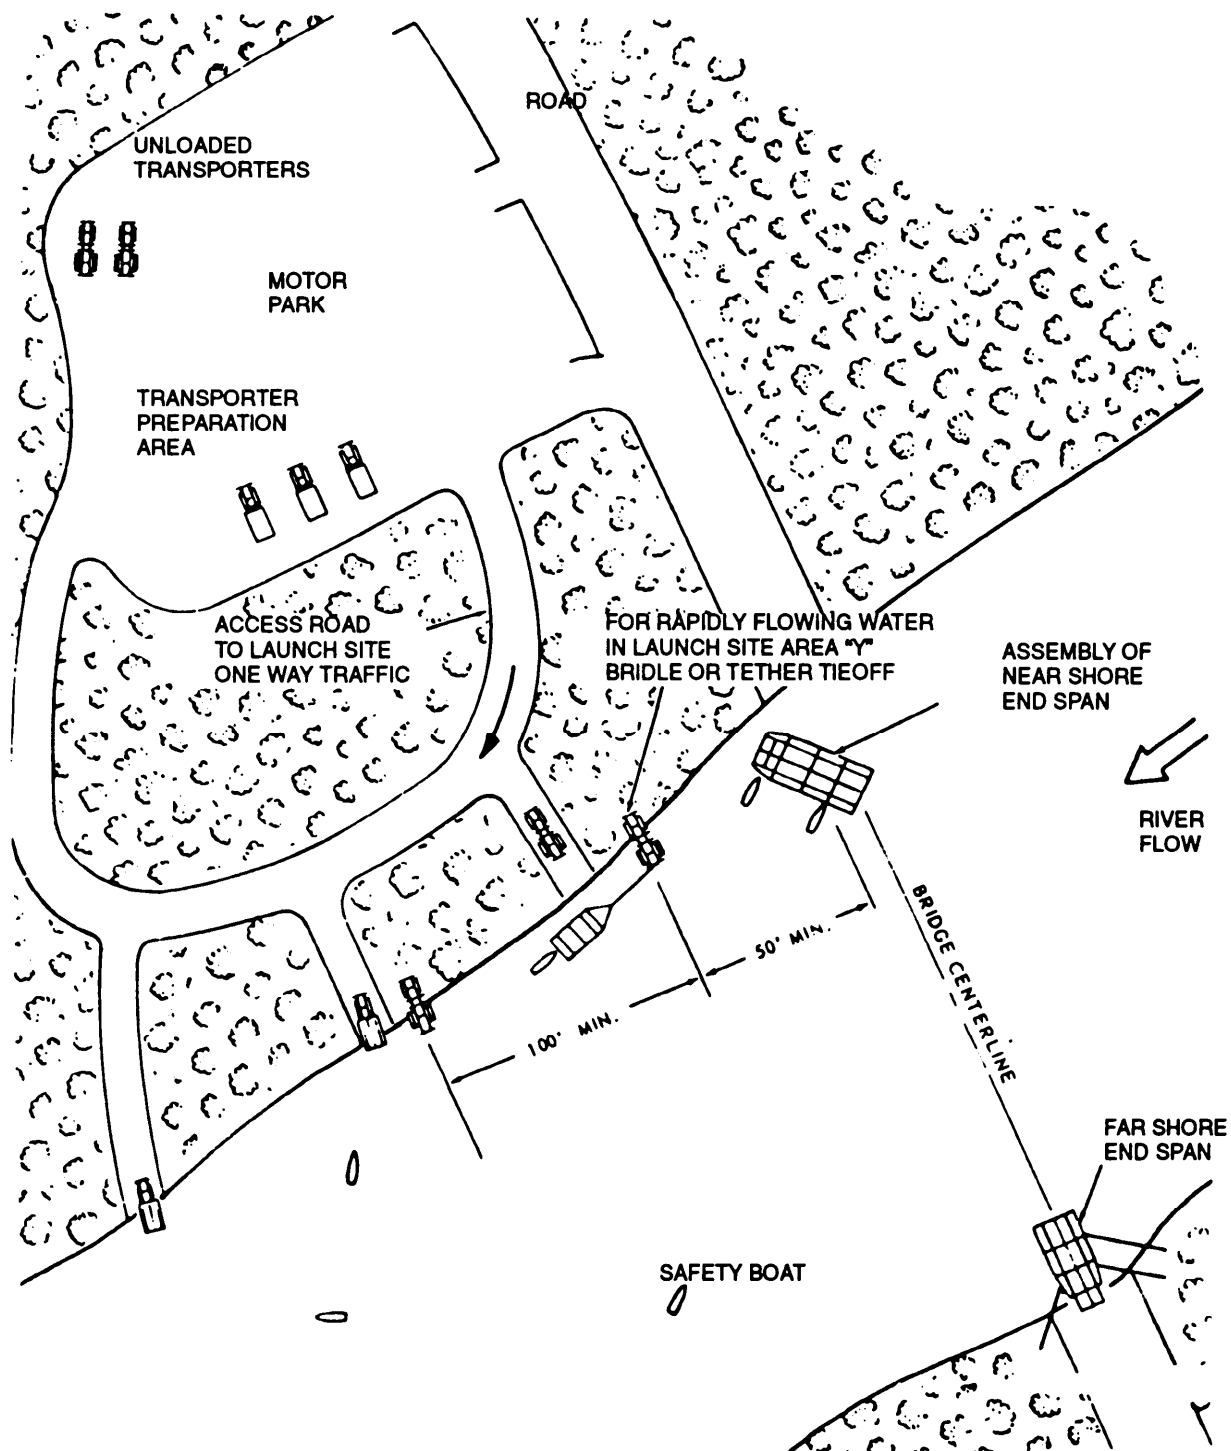 ROAD
UNLOADED
TRANSPORTERS
MOTOR
PARK
TRANSPORTER
PREPARATION
AREA
ACCESS ROAD
TO LAUNCH SITE
ONE WAY TRAFFIC
FOR RAPIDLY FLOWING WATER
IN LAUNCH SITE AREA "Y"
BRIDLE OR TETHER TIEOFF
ASSEMBLY OF
NEAR SHORE
END SPAN
RIVER
FLOW
BRIDGE CENTERLINE
50' MIN.
100' MIN.
FAR SHORE
END SPAN
SAFETY BOAT